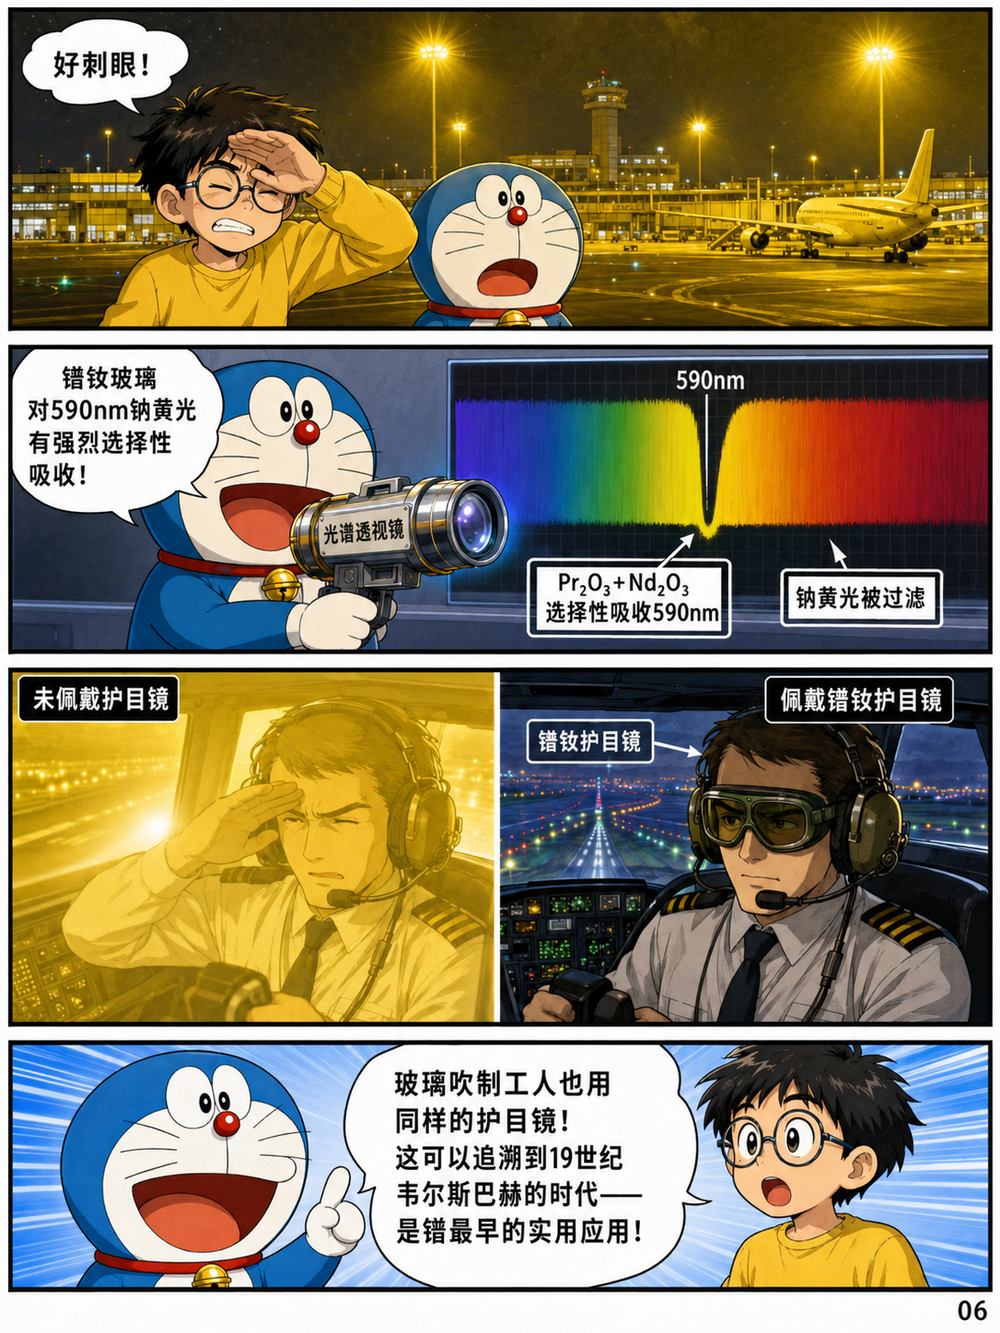 好刺眼！
镨钕玻璃
对590nm钠黄光
有强烈选择性
吸收！
光谱透视镜
590nm
Pr₂O₃+Nd₂O₃
选择性吸收590nm
钠黄光被过滤
未佩戴护目镜
镨钕护目镜
佩戴镨钕护目镜
玻璃吹制工人也用
同样的护目镜！
这可以追溯到19世纪
韦尔斯巴赫的时代——
是镨最早的实用应用！
06